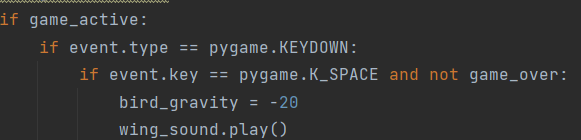 if game_active:
    if event.type == pygame.KEYDOWN:
        if event.key == pygame.K_SPACE and not game_over:
            bird_gravity = -20
            wing_sound.play()